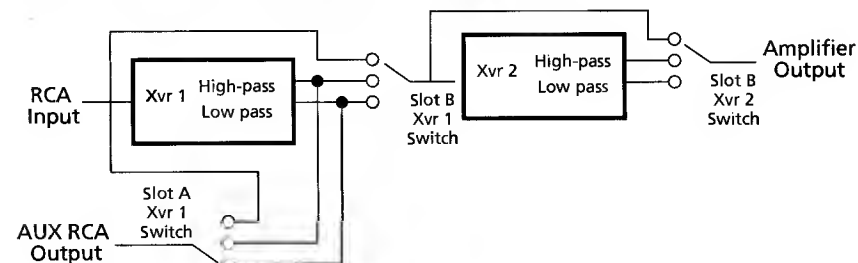 RCA
Input
Xvr 1
High-pass
Low pass
Slot B
Xvr 1
Switch
Xvr 2
High-pass
Low pass
Slot B
Xvr 2
Switch
Amplifier
Output
Slot A
Xvr 1
Switch
AUX RCA
Output